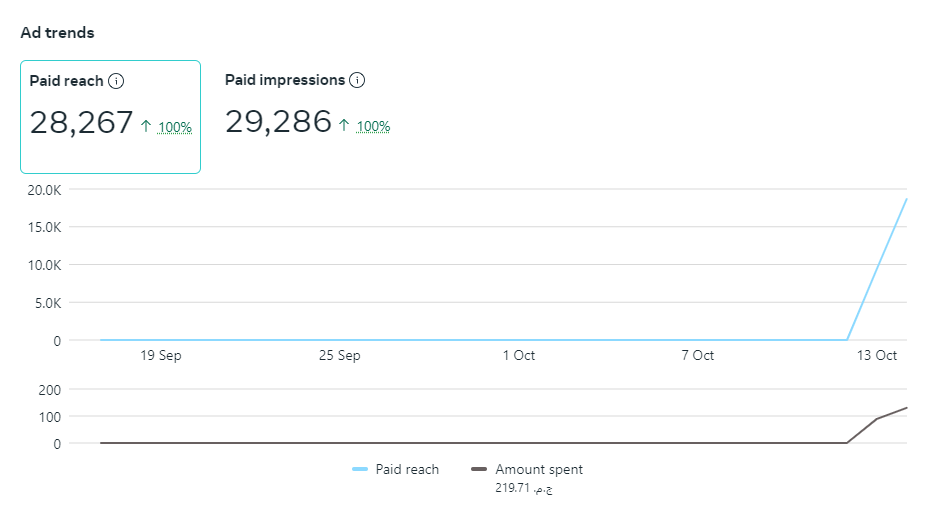 Ad trends
Paid reach
Paid impressions
28,267 ↑ 100%
29,286 ↑ 100%
20.0K
15.0K
10.0K
5.0K
0
19 Sep 25 Sep 1 Oct 7 Oct 13 Oct
200
100
0
Paid reach
Amount spent
219.71 ج.م.